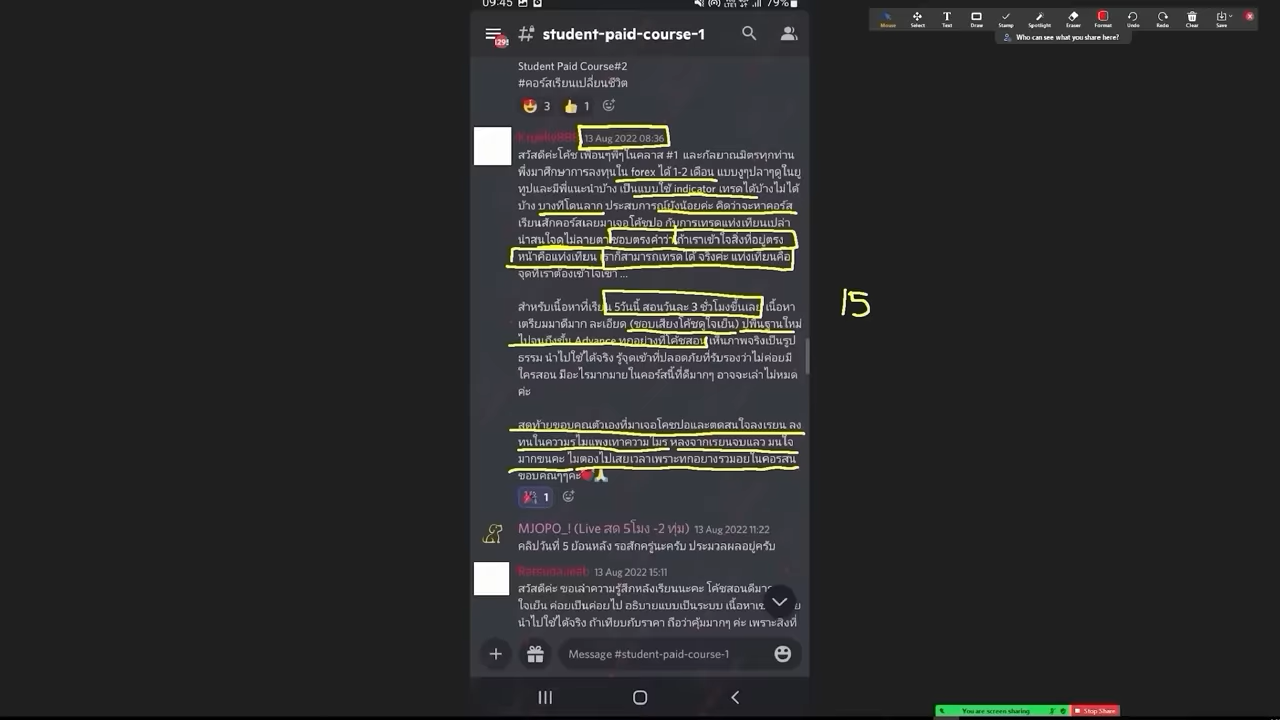 09:45
79%
Mouse Select Text Draw Stamp Spotlight Eraser Format Undo Redo Clear Save
Who can see what you share here?
student-paid-course-1
Student Paid Course#2
#คอร์สเรียนเปลี่ยนชีวิต
3 1
13 Aug 2022 08:36
สวัสดีค่ะโค้ช เพื่อนๆพี่ๆในคลาส #1 และกัลยาณมิตรทุกท่าน
พึ่งมาศึกษาการลงทุนใน forex ได้ 1-2 เดือน แบบงูๆปลาๆดูในยู
ทูปและมีพี่แนะนำบ้าง เป็นแบบใช้ indicator เทรดได้บ้างไม่ได้
บ้าง บางทีโดนลาก ประสบการณ์ยังน้อยค่ะ คิดว่าจะหาคอร์ส
เรียนสักคอร์สเลยมาเจอโค้ชปอ กับการเทรดแท่งเทียนเปล่า
น่าสนใจดูไม่ลายตา ชอบตรงคำว่า ถ้าเราเข้าใจสิ่งที่อยู่ตรง
หน้าคือแท่งเทียน เราก็สามารถเทรดได้ จริงค่ะ แท่งเทียนคือ
จุดที่เราต้องเข้าใจเขา ...
สำหรับเนื้อหาที่เรียน 5วันนี้ สอนวันละ 3 ชั่วโมงขึ้นเลย เนื้อหา
เตรียมมาดีมาก ละเอียด (ชอบเสียงโค้ชดูใจเย็น) ปูพื้นฐานใหม่
ไปจนถึงขั้น Advance ทุกอย่างที่โค้ชสอน เห็นภาพจริงเป็นรูป
ธรรม นำไปใช้ได้จริง รู้จุดเข้าที่ปลอดภัยที่รับรองว่าไม่ค่อยมี
ใครสอน มีอะไรมากมายในคอร์สนี้ที่ดีมากๆ อาจจะเล่าไม่หมด
ค่ะ
สุดท้ายขอบคุณตัวเองที่มาเจอโค้ชปอและตัดสินใจลงเรียน ลง
ทุนในความรู้ไม่แพงเท่าความไม่รู้ หลังจากเรียนจบแล้ว มั่นใจ
มากขึ้นค่ะ ไม่ต้องไปเสียเวลาเพราะทุกอย่างรวมอยู่ในคอร์สนี้
ขอบคุณๆๆค่ะ
1
MJOPO_! (Live สด 5โมง -2 ทุ่ม) 13 Aug 2022 11:22
คลิปวันที่ 5 ย้อนหลัง รอสักครู่นะครับ ประมวลผลอยู่ครับ
13 Aug 2022 15:11
สวัสดีค่ะ ขอเล่าความรู้สึกหลังเรียนนะคะ โค้ชสอนดีมาก
ใจเย็น ค่อยเป็นค่อยไป อธิบายแบบเป็นระบบ
นำไปใช้ได้จริง ถ้าเทียบกับราคา ถือว่าคุ้มมากๆ ค่ะ เพราะสิ่งที่
Message #student-paid-course-1
15
You are screen sharing Stop Share